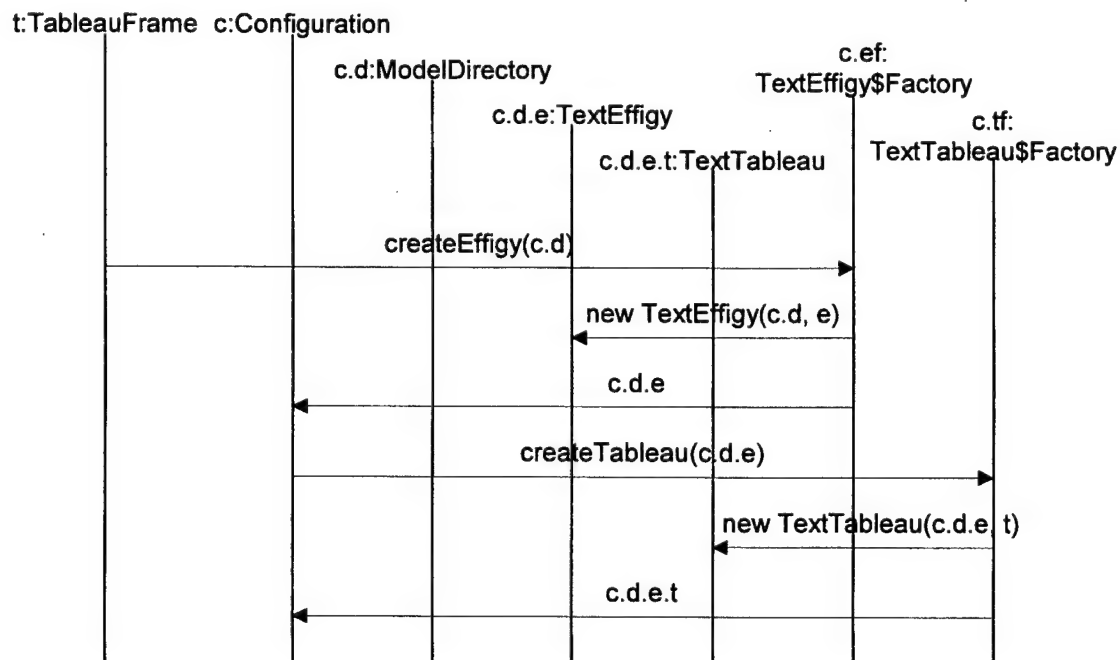 t:TableauFrame c:Configuration
c.d:ModelDirectory
c.ef:
TextEffigy$Factory
c.d.e:TextEffigy
c.tf:
TextTableau$Factory
c.d.e.t:TextTableau
createEffigy(c.d)
new TextEffigy(c.d, e)
c.d.e
createTableau(c.d.e)
new TextTableau(c.d.e, t)
c.d.e.t